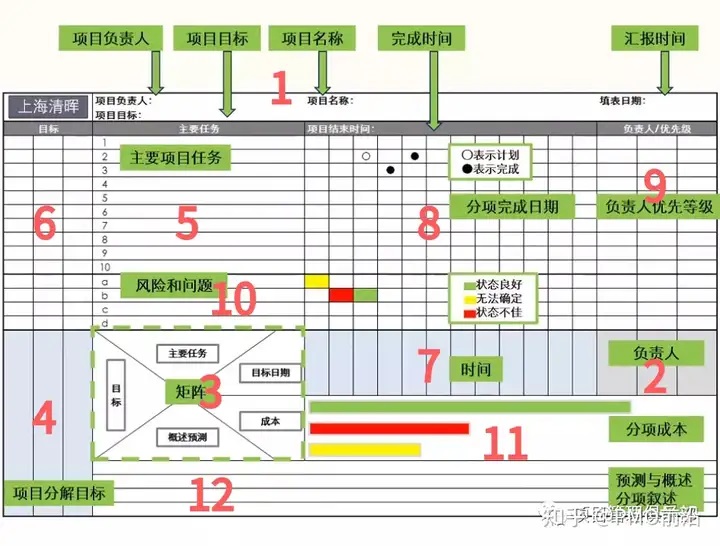 项目负责人 项目目标 项目名称 完成时间 汇报时间
1
上海清晖 项目负责人： 项目名称： 填表日期：
项目目标：
目标 主要任务 项目结束时间： 负责人/优先级
1
2 主要项目任务 ○表示计划
3 ●表示完成
4
5
6
7
8
9
10
6 5 8 分项完成日期 9 负责人优先等级
a 风险和问题 状态良好
b 10 无法确定
c 状态不佳
d
主要任务 负责人
目标 矩阵 3 目标日期 7 时间 2
4 成本
概述预测 11 分项成本
项目分解目标 12 预测与概述
分项叙述
知乎